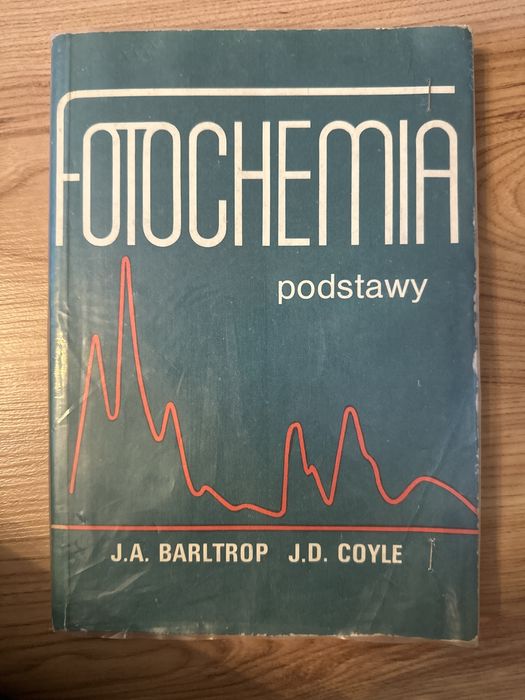 FOTOCHEMIA
podstawy
J.A. BARLTROP J.D. COYLE